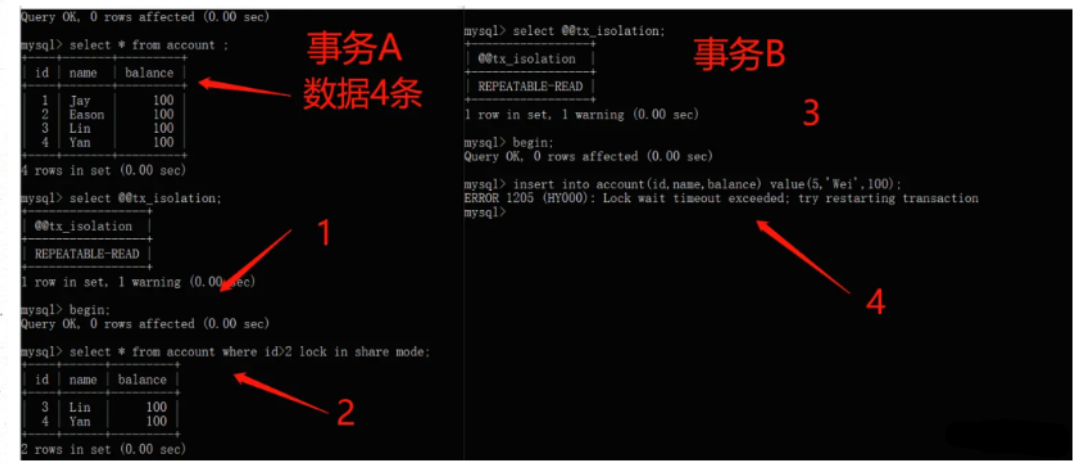 Query OK, 0 rows affected (0.00 sec)
mysql> select * from account ;
| id | name | balance |
| 1 | Jay | 100 |
| 2 | Eason | 100 |
| 3 | Lin | 100 |
| 4 | Yan | 100 |
4 rows in set (0.00 sec)
事务A
数据4条
mysql> select @@tx_isolation;
| @@tx_isolation |
| REPEATABLE-READ |
1 row in set, 1 warning (0.00 sec)
1
mysql> begin;
Query OK, 0 rows affected (0.00 sec)
mysql> select * from account where id>2 lock in share mode;
| id | name | balance |
| 3 | Lin | 100 |
| 4 | Yan | 100 |
2 rows in set (0.00 sec)
2
mysql> select @@tx_isolation;
| @@tx_isolation |
| REPEATABLE-READ |
1 row in set, 1 warning (0.00 sec)
事务B
3
mysql> begin;
Query OK, 0 rows affected (0.00 sec)
mysql> insert into account(id,name,balance) value(5,'Wei',100);
ERROR 1205 (HY000): Lock wait timeout exceeded; try restarting transaction
mysql>
4